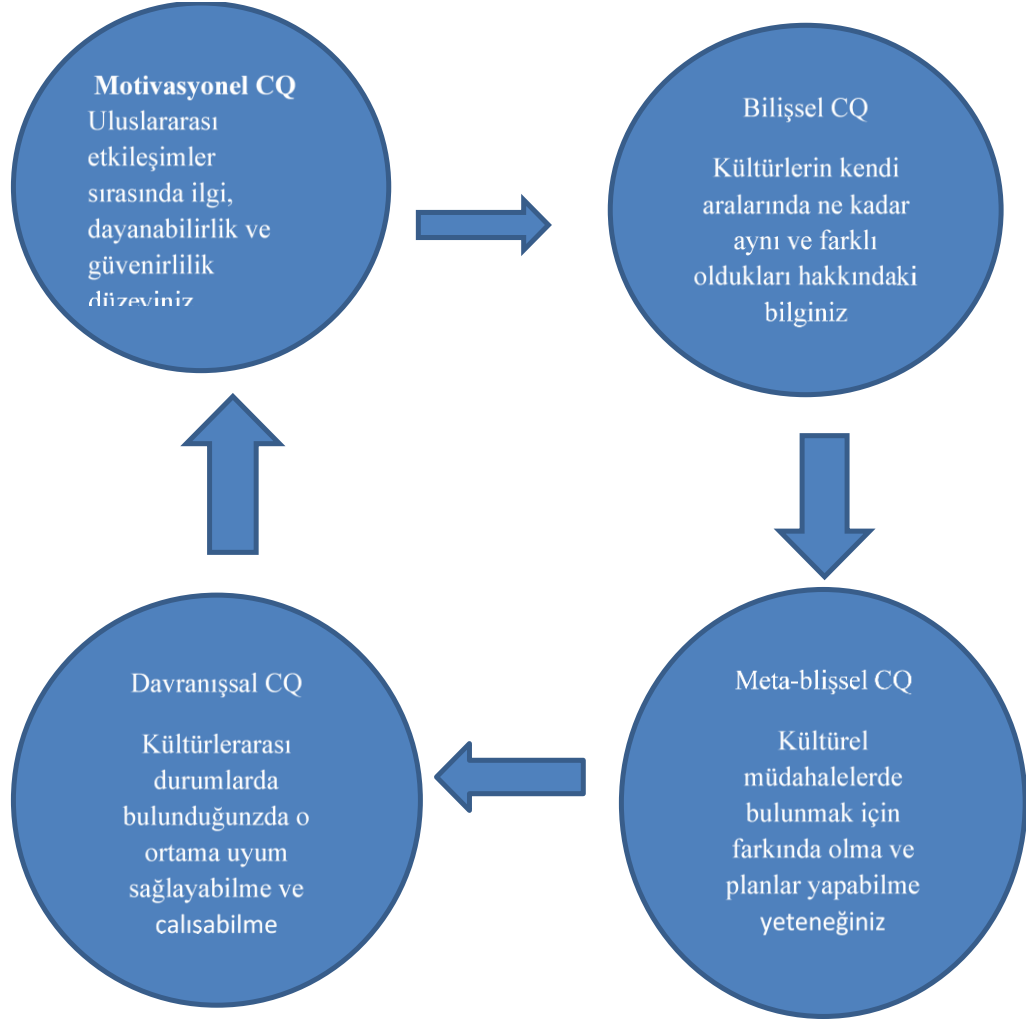 Motivasyonel CQ
Uluslararası
etkileşimler
sırasında ilgi,
dayanabilirlik ve
güvenirlilik
düzeyiniz
Bilişsel CQ
Kültürlerin kendi
aralarında ne kadar
aynı ve farklı
oldukları hakkındaki
bilginiz
Meta-blişsel CQ
Kültürel
müdahalelerde
bulunmak için
farkında olma ve
planlar yapabilme
yeteneğiniz
Davranışsal CQ
Kültürlerarası
durumlarda
bulunduğunzda o
ortama uyum
sağlayabilme ve
calısabilme